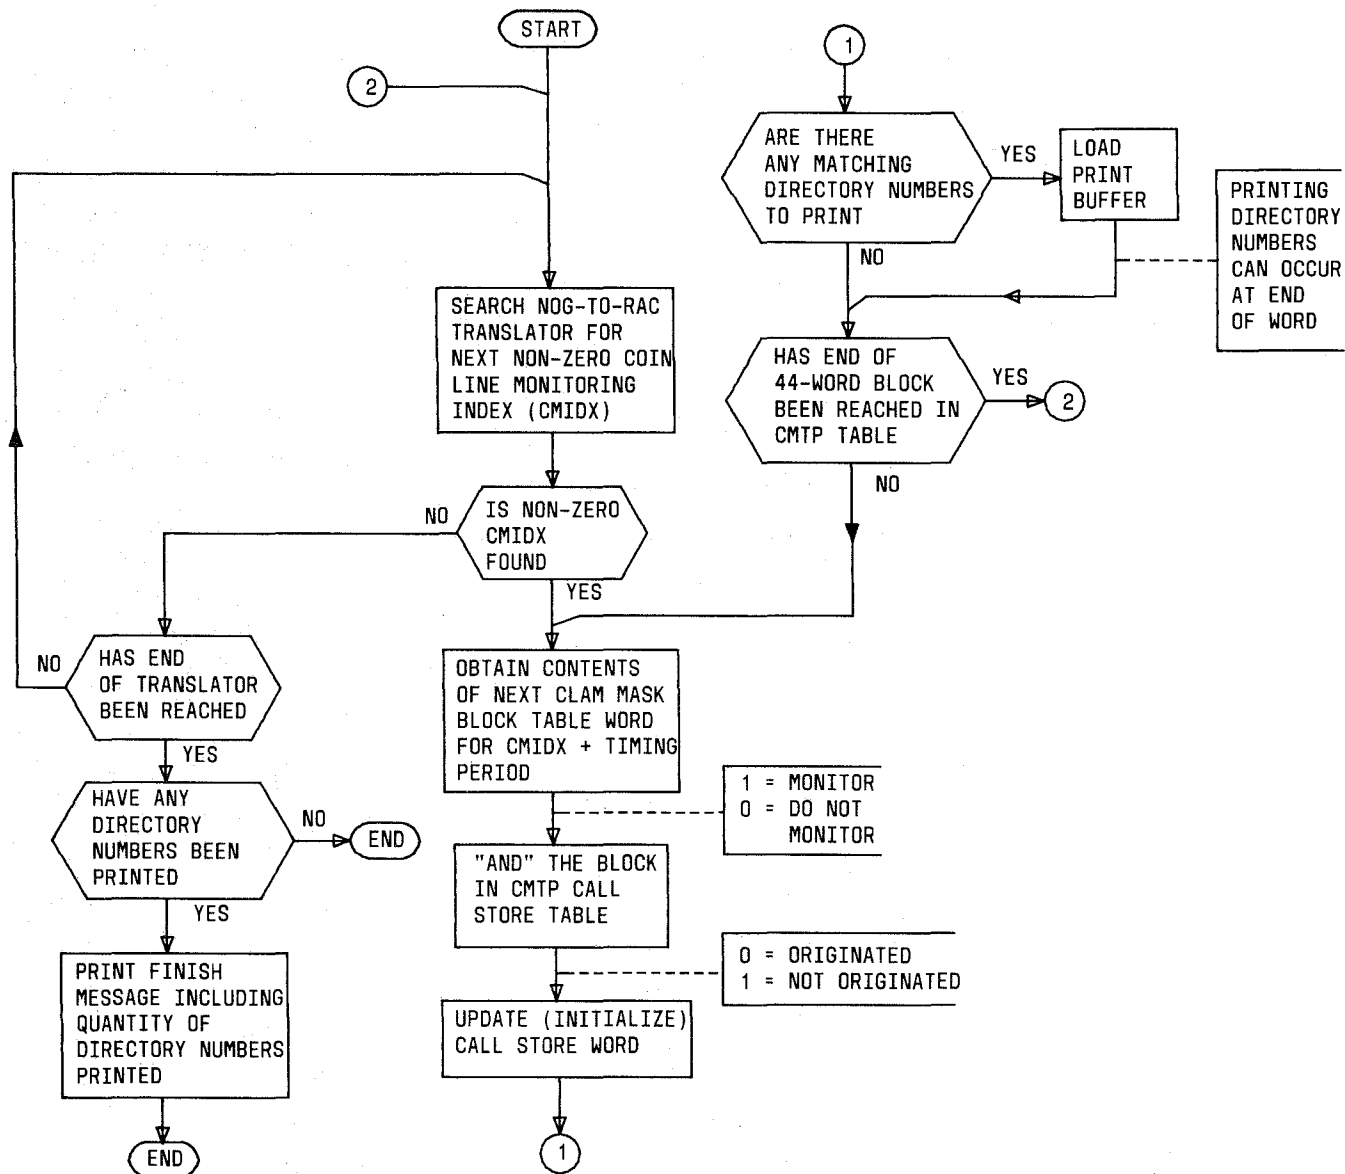 START
2
SEARCH NOG-TO-RAC
TRANSLATOR FOR
NEXT NON-ZERO COIN
LINE MONITORING
INDEX (CMIDX)
IS NON-ZERO
CMIDX
FOUND
NO
YES
HAS END
OF TRANSLATOR
BEEN REACHED
NO
YES
HAVE ANY
DIRECTORY
NUMBERS BEEN
PRINTED
NO
END
YES
PRINT FINISH
MESSAGE INCLUDING
QUANTITY OF
DIRECTORY NUMBERS
PRINTED
END
OBTAIN CONTENTS
OF NEXT CLAM MASK
BLOCK TABLE WORD
FOR CMIDX + TIMING
PERIOD
1 = MONITOR
0 = DO NOT
MONITOR
"AND" THE BLOCK
IN CMTP CALL
STORE TABLE
0 = ORIGINATED
1 = NOT ORIGINATED
UPDATE (INITIALIZE)
CALL STORE WORD
1
1
ARE THERE
ANY MATCHING
DIRECTORY NUMBERS
TO PRINT
YES
LOAD
PRINT
BUFFER
PRINTING
DIRECTORY
NUMBERS
CAN OCCUR
AT END
OF WORD
NO
HAS END OF
44-WORD BLOCK
BEEN REACHED IN
CMTP TABLE
YES
2
NO